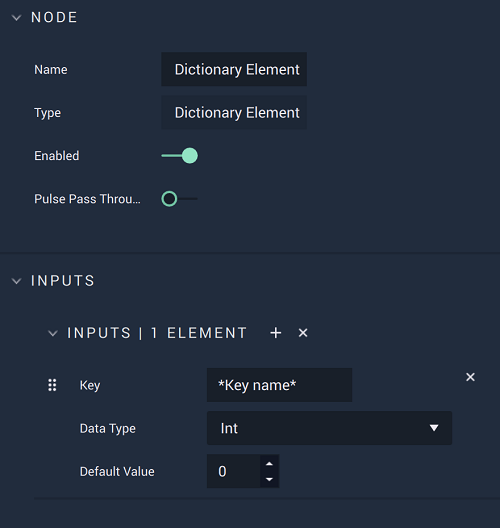 NODE
Name Dictionary Element
Type Dictionary Element
Enabled
Pulse Pass Throu...
INPUTS
INPUTS | 1 ELEMENT
Key *Key name*
Data Type Int
Default Value 0